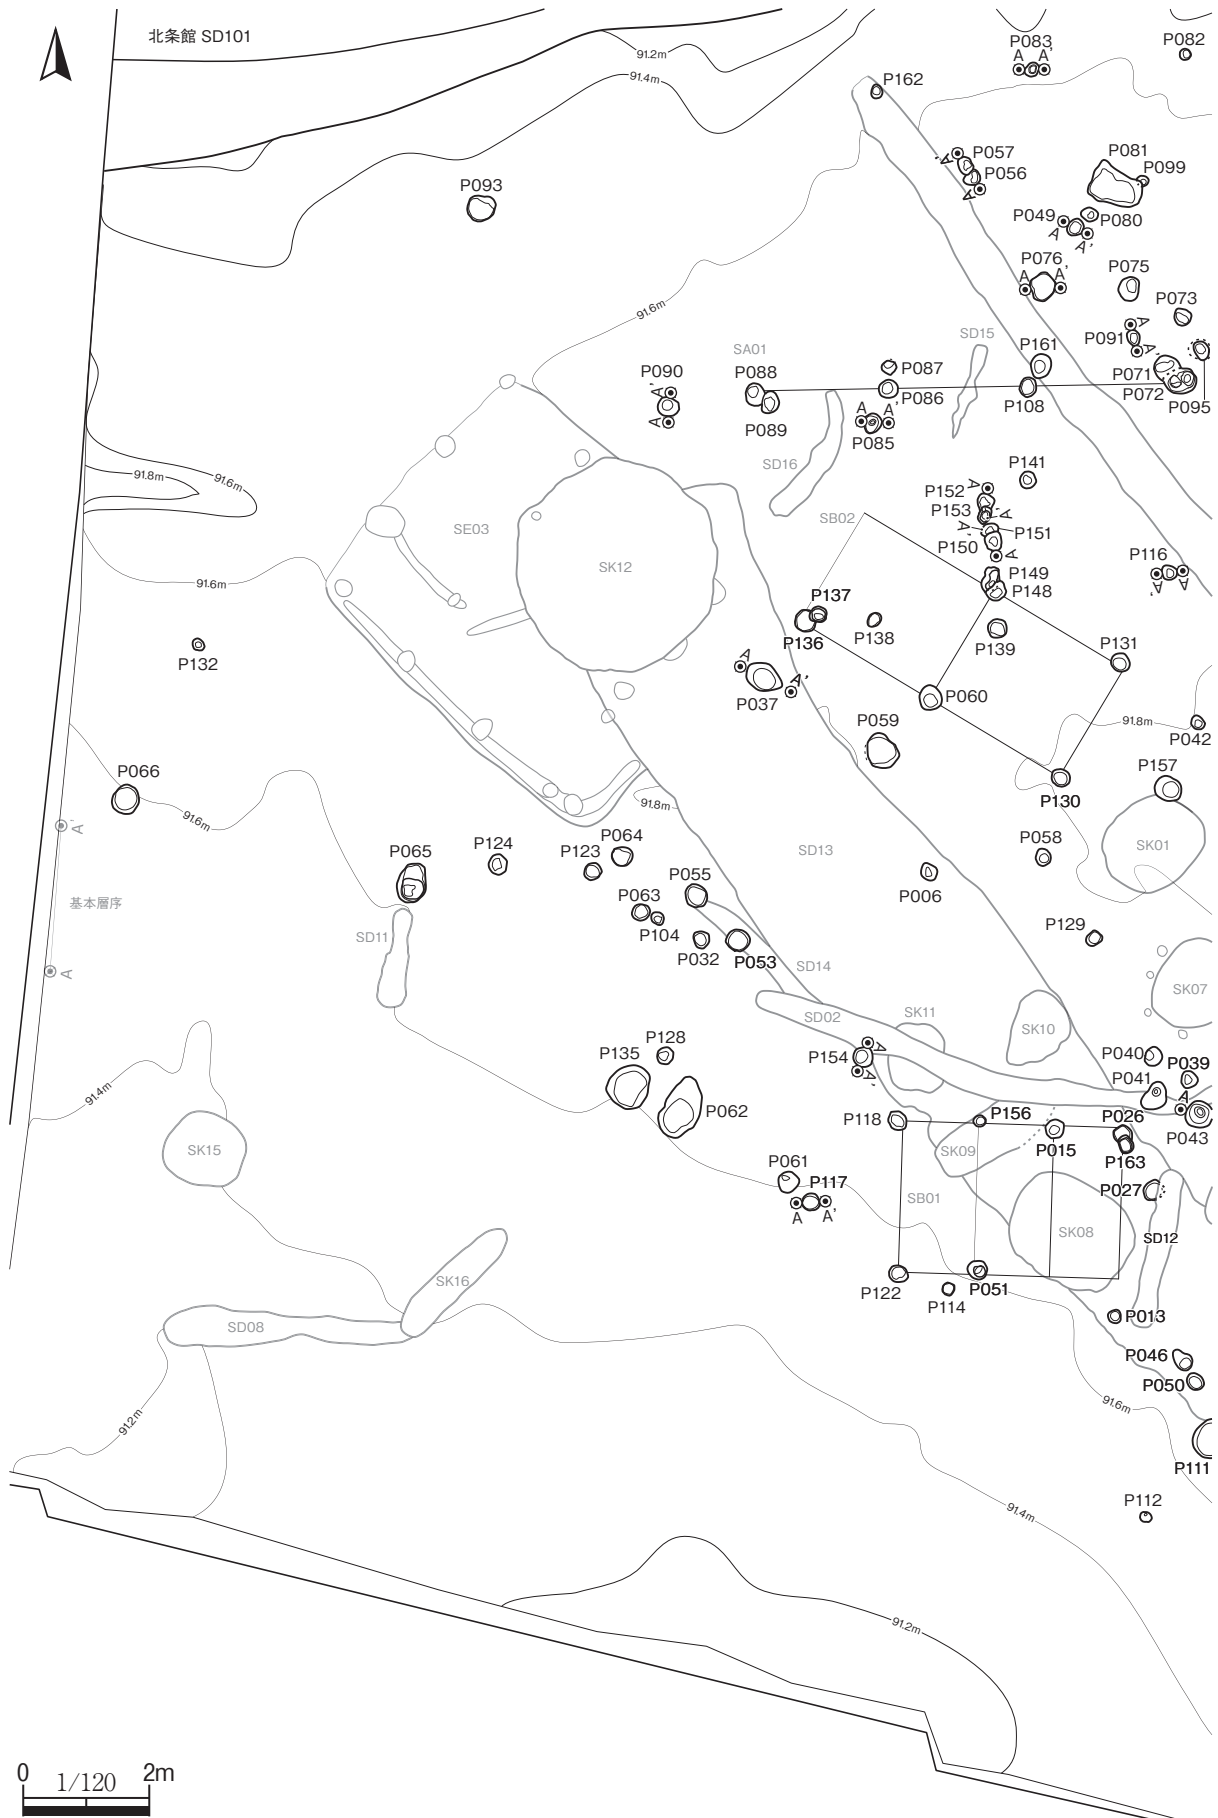 北条館 SD101
91.2m
91.4m
P083
A
A'
P082
P162
P093
A'
P057
P056
A
P081
P099
P049
P080
A
A'
P076
A
A'
P075
P073
91.6m
SD15
SA01
P161
P091
A
A'
P071
P072
P095
P090
A'
A
P088
P089
P087
P086
P108
A
A'
P085
91.8m
91.6m
SD16
P141
SE03
SK12
SB02
P152
A
P153
A'
A'
P151
P150
A
P149
P148
P116
A'
A
91.6m
P137
P136
P138
P139
P131
P132
A
P037
A'
P060
P059
91.8m
P042
P157
P066
91.6m
91.8m
P130
A'
基本層序
A
P065
P124
P123
P064
P055
SD13
P006
P058
SK01
P063
P104
P032
P053
P129
SD11
SD14
SD02
SK11
SK10
SK07
P128
P135
P062
P154
A
A'
P040
P039
P041
A
P043
91.4m
SK15
P118
P156
P015
P026
P163
SK09
P061
P117
A
A'
SB01
SK08
P027
SD12
P122
P114
P051
P013
SK16
SD08
P046
P050
91.6m
91.2m
P111
P112
91.4m
91.2m
0
1/120
2m